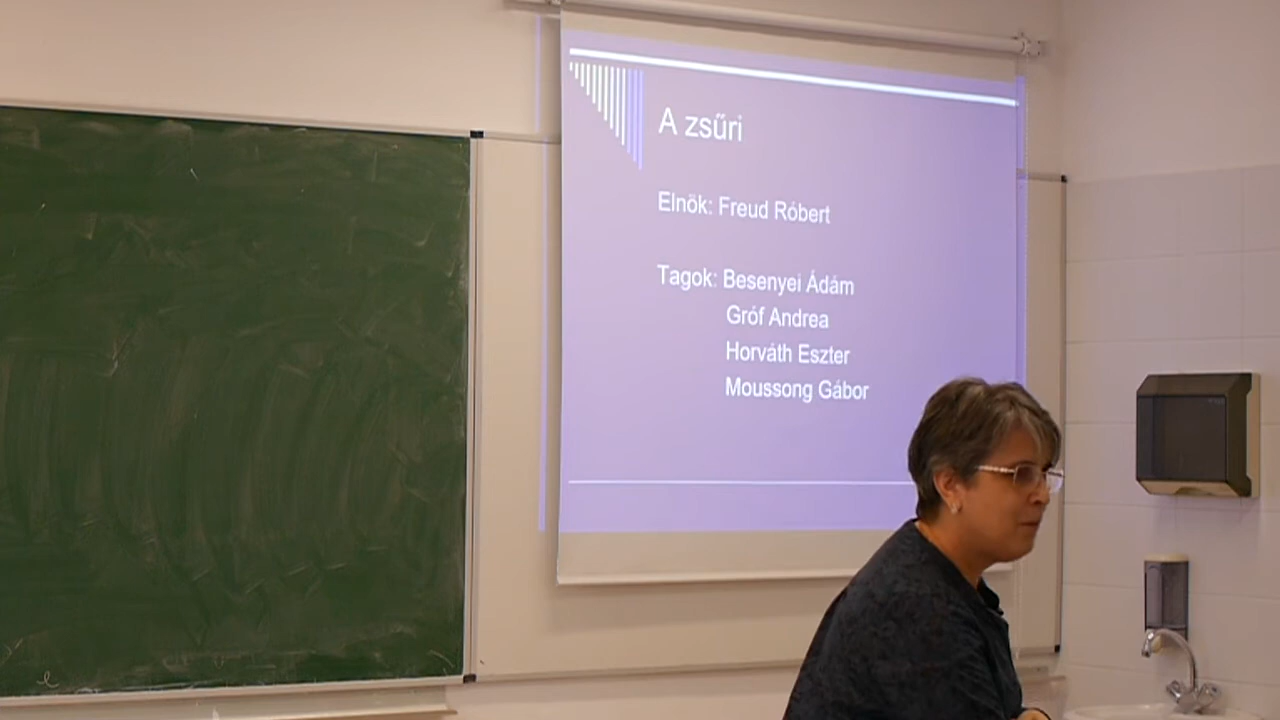 A zsűri
Elnök: Freud Róbert
Tagok: Besenyei Ádám
Gróf Andrea
Horváth Eszter
Moussong Gábor